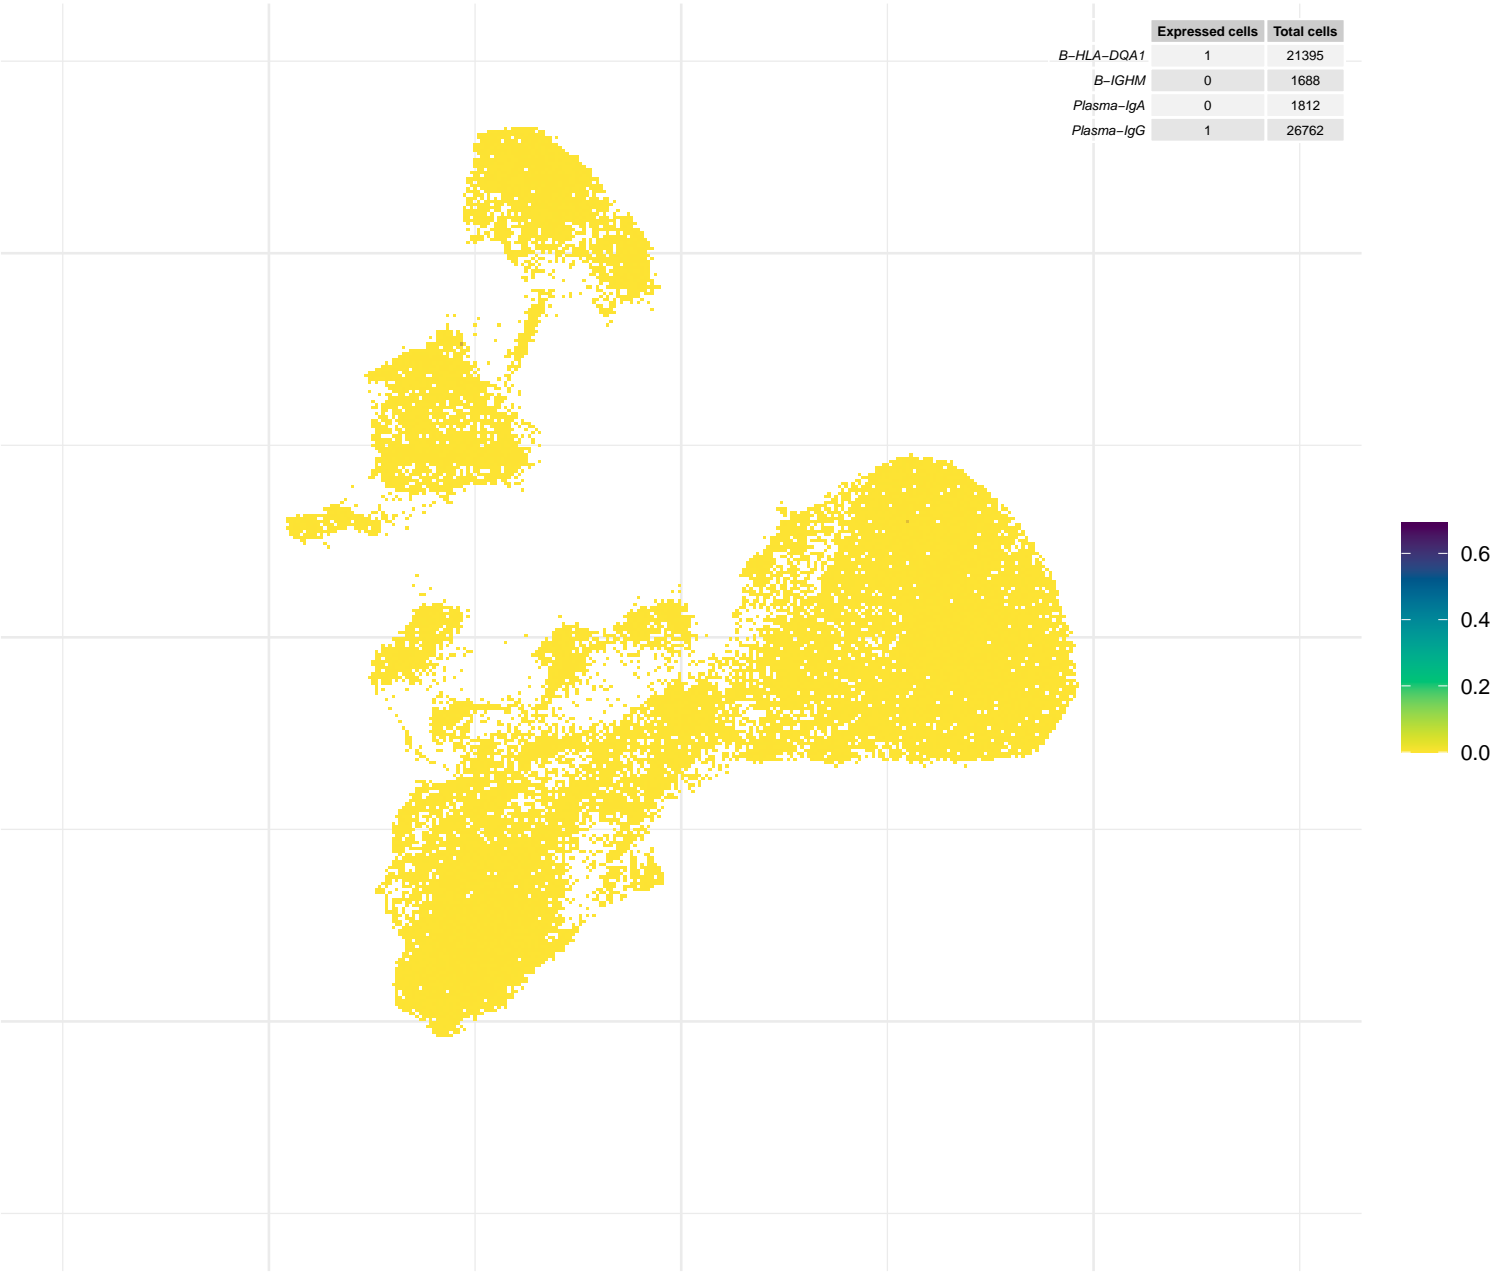 Expressed cells Total cells
B−HLA−DQA1 1 21395
B−IGHM 0 1688
Plasma−IgA 0 1812
Plasma−IgG 1 26762
0.6
0.4
0.2
0.0